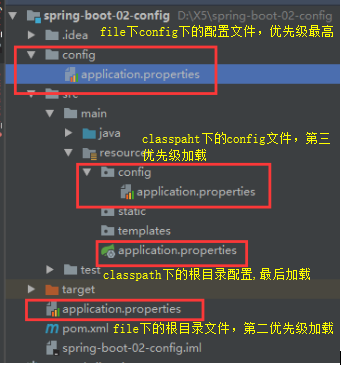 spring-boot-02-config D:\X5\spring-boot-02-config
.idea file下config下的配置文件，优先级最高
config
application.properties
src
main
java classpaht下的config文件，第三
resources 优先级加载
config
application.properties
static
templates
application.properties
test classpath下的根目录配置,最后加载
target
application.properties
pom.xml file下的根目录文件，第二优先级加载
spring-boot-02-config.iml